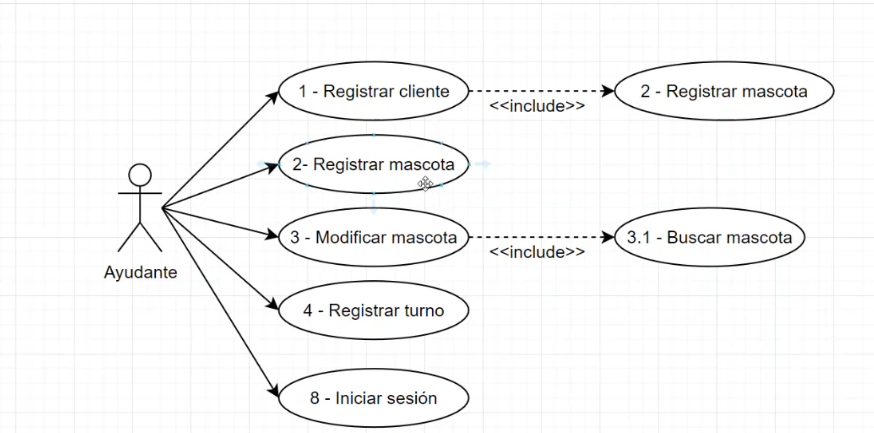 1 - Registrar cliente
<<include>>
2 - Registrar mascota
2- Registrar mascota
3 - Modificar mascota
<<include>>
3.1 - Buscar mascota
Ayudante
4 - Registrar turno
8 - Iniciar sesión